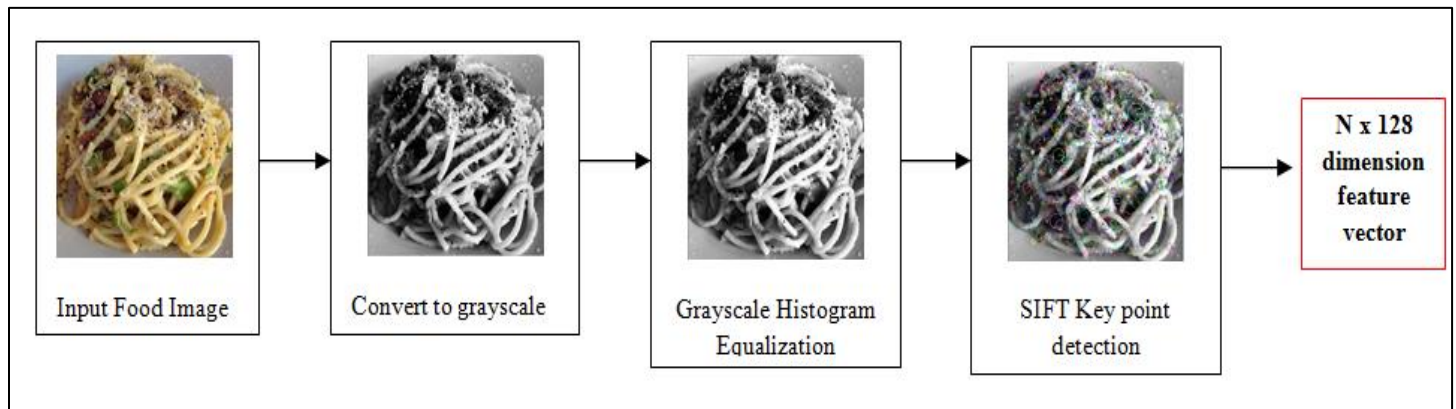 Input Food Image
Convert to grayscale
Grayscale Histogram
Equalization
SIFT Key point
detection
N x 128
dimension
feature
vector